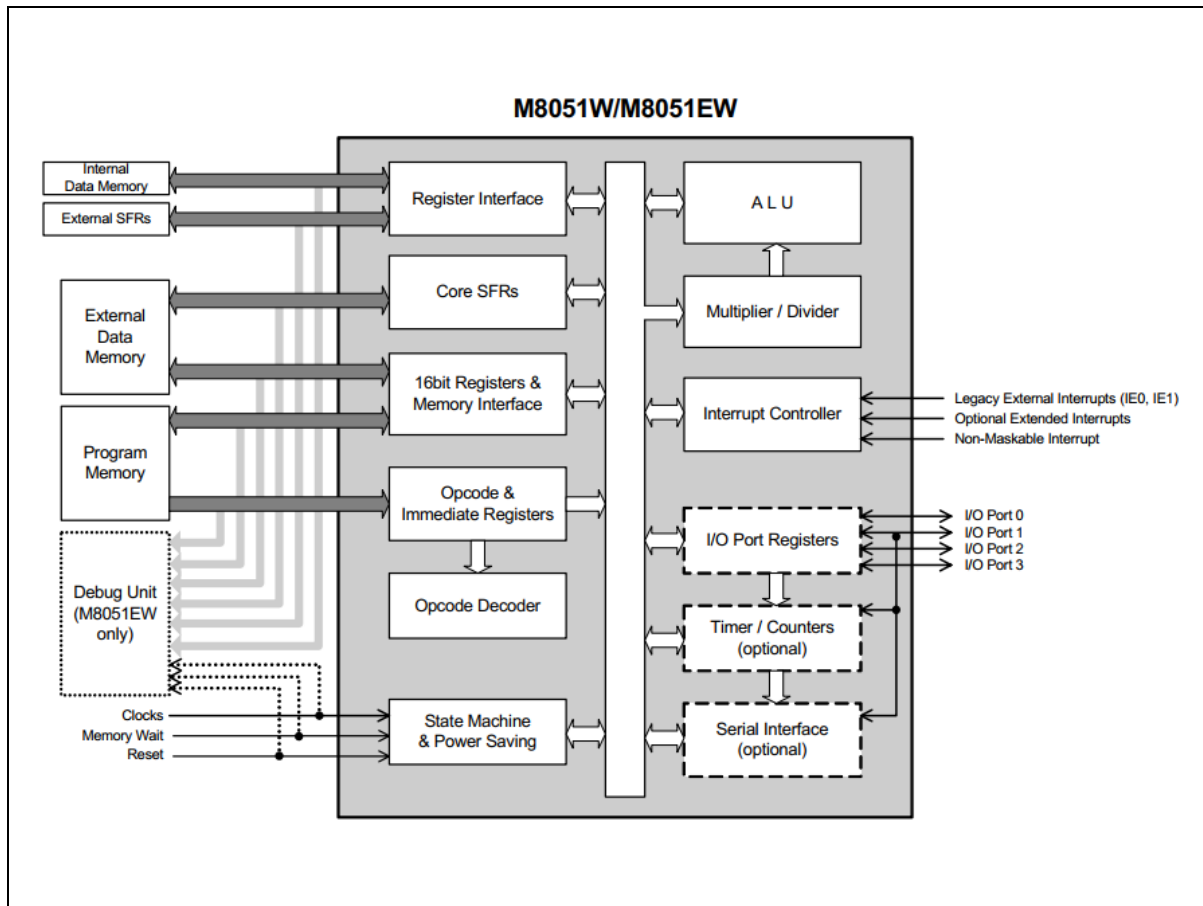 M8051W/M8051EW
Internal
Data Memory
External SFRs
External
Data
Memory
Program
Memory
Debug Unit
(M8051EW
only)
Clocks
Memory Wait
Reset
Register Interface
Core SFRs
16bit Registers &
Memory Interface
Opcode &
Immediate Registers
Opcode Decoder
State Machine
& Power Saving
A L U
Multiplier / Divider
Interrupt Controller
I/O Port Registers
Timer / Counters
(optional)
Serial Interface
(optional)
Legacy External Interrupts (IE0, IE1)
Optional Extended Interrupts
Non-Maskable Interrupt
I/O Port 0
I/O Port 1
I/O Port 2
I/O Port 3